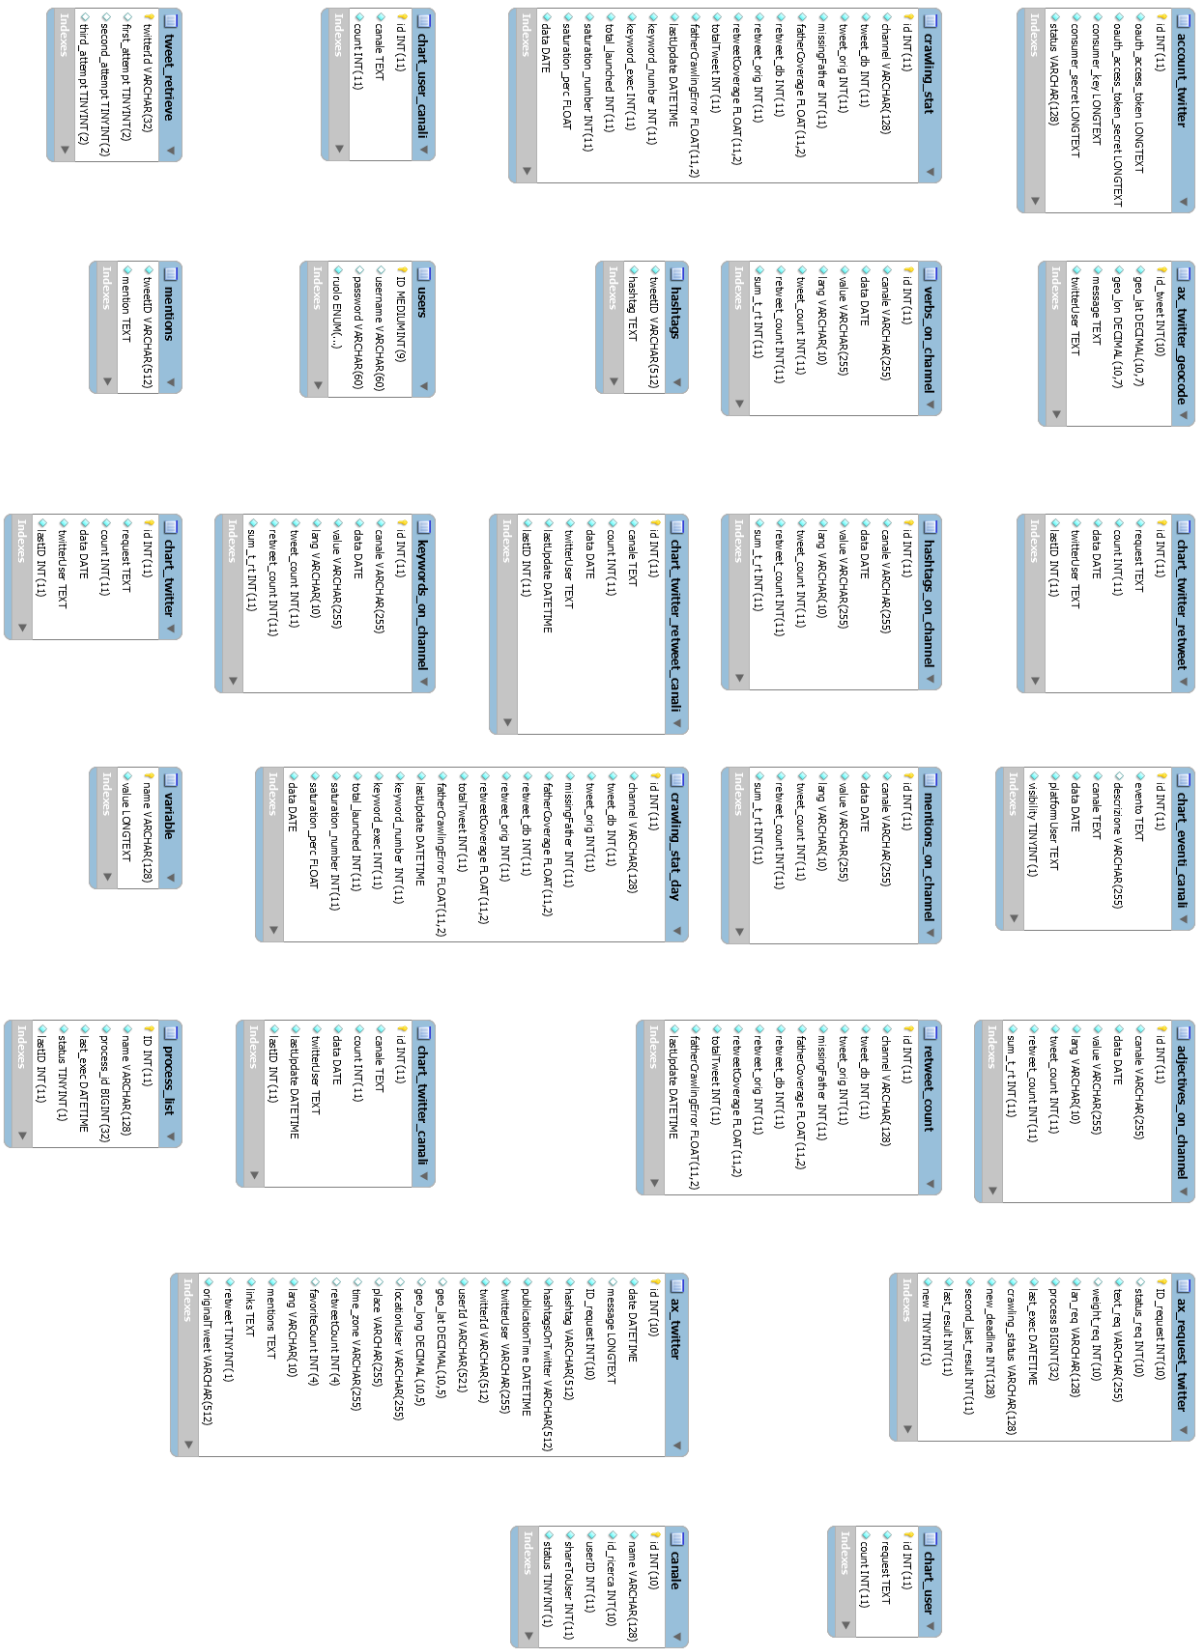 account_twitter
id INT(11)
oauth_access_token LONGTEXT
oauth_access_token_secret LONGTEXT
consumer_key LONGTEXT
consumer_secret LONGTEXT
status VARCHAR(128)
Indexes
ax_twitter_geocode
id_tweet INT(10)
geo_lat DECIMAL(10,7)
geo_lon DECIMAL(10,7)
message TEXT
twitterUser TEXT
Indexes
chart_twitter_retweet
id INT(11)
request TEXT
count INT(11)
data DATE
twitterUser TEXT
lastID INT(11)
Indexes
chart_eventi_canali
id INT(11)
evento TEXT
descrizione VARCHAR(255)
canale TEXT
data DATE
platformUser TEXT
visibility TINYINT(1)
Indexes
adjectives_on_channel
id INT(11)
canale VARCHAR(255)
data DATE
value VARCHAR(255)
lang VARCHAR(10)
tweet_count INT(11)
retweet_count INT(11)
sum_t_rt INT(11)
Indexes
ax_request_twitter
ID_request INT(10)
status_req INT(10)
text_req VARCHAR(255)
weight_req INT(10)
lan_req VARCHAR(128)
process BIGINT(32)
last_exec DATETIME
crawling_status VARCHAR(128)
new_deadline INT(128)
second_last_result INT(11)
last_result INT(11)
new TINYINT(1)
Indexes
crawling_stat
id INT(11)
channel VARCHAR(128)
tweet_db INT(11)
tweet_orig INT(11)
missingFather INT(11)
fatherCoverage FLOAT(11,2)
retweet_db INT(11)
retweet_orig INT(11)
retweetCoverage FLOAT(11,2)
totalTweet INT(11)
fatherCrawlingError FLOAT(11,2)
lastUpdate DATETIME
keyword_number INT(11)
keyword_exec INT(11)
total_launched INT(11)
saturation_number INT(11)
saturation_perc FLOAT
data DATE
Indexes
verbs_on_channel
id INT(11)
canale VARCHAR(255)
data DATE
value VARCHAR(255)
lang VARCHAR(10)
tweet_count INT(11)
retweet_count INT(11)
sum_t_rt INT(11)
Indexes
hashtags_on_channel
id INT(11)
canale VARCHAR(255)
data DATE
value VARCHAR(255)
lang VARCHAR(10)
tweet_count INT(11)
retweet_count INT(11)
sum_t_rt INT(11)
Indexes
mentions_on_channel
id INT(11)
canale VARCHAR(255)
data DATE
value VARCHAR(255)
lang VARCHAR(10)
tweet_count INT(11)
retweet_count INT(11)
sum_t_rt INT(11)
Indexes
retweet_count
id INT(11)
channel VARCHAR(128)
tweet_db INT(11)
tweet_orig INT(11)
missingFather INT(11)
fatherCoverage FLOAT(11,2)
retweet_db INT(11)
retweet_orig INT(11)
retweetCoverage FLOAT(11,2)
totalTweet INT(11)
fatherCrawlingError FLOAT(11,2)
lastUpdate DATETIME
Indexes
chart_user
id INT(11)
request TEXT
count INT(11)
Indexes
hashtags
tweetID VARCHAR(512)
hashtag TEXT
Indexes
chart_twitter_retweet_canali
id INT(11)
canale TEXT
count INT(11)
data DATE
twitterUser TEXT
lastUpdate DATETIME
lastID INT(11)
Indexes
crawling_stat_day
id INT(11)
channel VARCHAR(128)
tweet_db INT(11)
tweet_orig INT(11)
missingFather INT(11)
fatherCoverage FLOAT(11,2)
retweet_db INT(11)
retweet_orig INT(11)
retweetCoverage FLOAT(11,2)
totalTweet INT(11)
fatherCrawlingError FLOAT(11,2)
lastUpdate DATETIME
keyword_number INT(11)
keyword_exec INT(11)
total_launched INT(11)
saturation_number INT(11)
saturation_perc FLOAT
data DATE
Indexes
ax_twitter
id INT(10)
date DATETIME
message LONGTEXT
ID_request INT(10)
hashtag VARCHAR(512)
hashtagsOnTwitter VARCHAR(512)
publicationTime DATETIME
twitterUser VARCHAR(255)
twitterId VARCHAR(512)
userId VARCHAR(521)
geo_lat DECIMAL(10,5)
geo_long DECIMAL(10,5)
locationUser VARCHAR(255)
place VARCHAR(255)
time_zone VARCHAR(255)
retweetCount INT(4)
favoriteCount INT(4)
lang VARCHAR(10)
mentions TEXT
links TEXT
retweet TINYINT(1)
originalTweet VARCHAR(512)
Indexes
canale
id INT(10)
name VARCHAR(128)
id_ricerca INT(10)
userID INT(11)
shareToUser INT(11)
status TINYINT(1)
Indexes
chart_user_canali
id INT(11)
canale TEXT
count INT(11)
Indexes
users
ID MEDIUMINT(9)
username VARCHAR(60)
password VARCHAR(60)
ruolo ENUM(...)
Indexes
keywords_on_channel
id INT(11)
canale VARCHAR(255)
data DATE
value VARCHAR(255)
lang VARCHAR(10)
tweet_count INT(11)
retweet_count INT(11)
sum_t_rt INT(11)
Indexes
chart_twitter_canali
id INT(11)
canale TEXT
count INT(11)
data DATE
twitterUser TEXT
lastUpdate DATETIME
lastID INT(11)
Indexes
tweet_retrieve
twitterId VARCHAR(32)
first_attempt TINYINT(2)
second_attempt TINYINT(2)
third_attempt TINYINT(2)
Indexes
mentions
tweetID VARCHAR(512)
mention TEXT
Indexes
chart_twitter
id INT(11)
request TEXT
count INT(11)
data DATE
twitterUser TEXT
lastID INT(11)
Indexes
variable
name VARCHAR(128)
value LONGTEXT
Indexes
process_list
ID INT(11)
name VARCHAR(128)
process_id BIGINT(32)
last_exec DATETIME
status TINYINT(1)
lastID INT(11)
Indexes